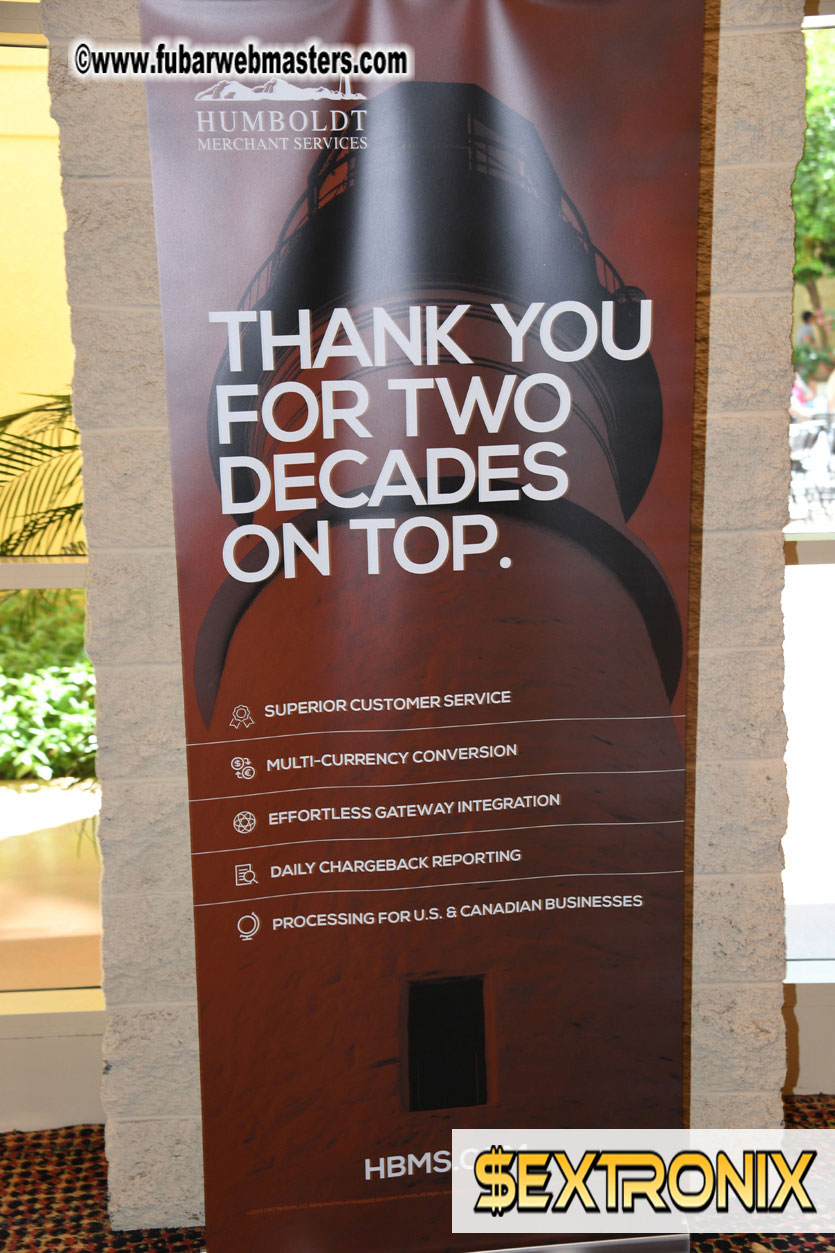 ©www.fubarwebmasters.com
HUMBOLDT
MERCHANT SERVICES
THANK YOU
FOR TWO
DECADES
ON TOP.
SUPERIOR CUSTOMER SERVICE
MULTI-CURRENCY CONVERSION
EFFORTLESS GATEWAY INTEGRATION
DAILY CHARGEBACK REPORTING
PROCESSING FOR U.S. & CANADIAN BUSINESSES
HBMS.COM
$EXTRONIX